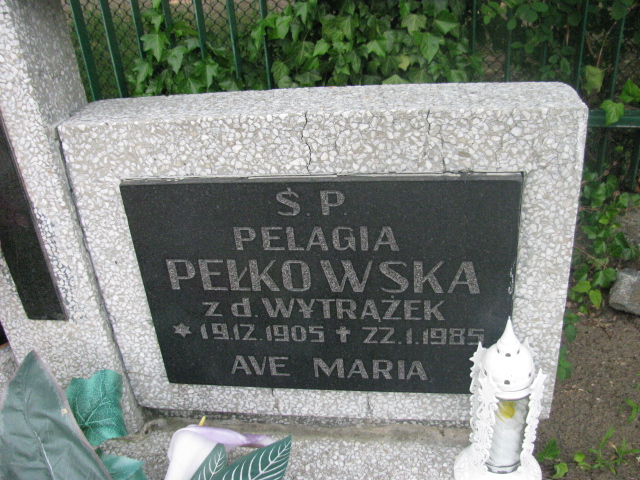 Ś.P.
PELAGIA
PEŁKOWSKA
z d. WYTRĄŻEK
* 19.12.1905 ✝ 22.1.1985
AVE MARIA